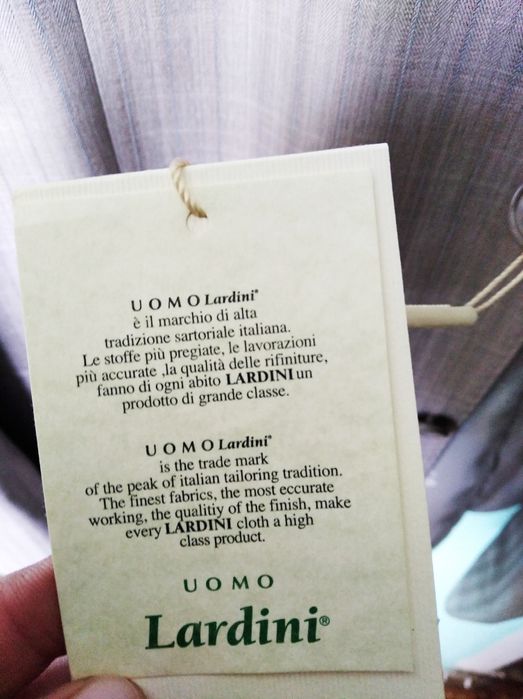 UOMO Lardini®
è il marchio di alta
tradizione sartoriale italiana.
Le stoffe più pregiate, le lavorazioni
più accurate ,la qualità delle rifiniture,
fanno di ogni abito LARDINI un
prodotto di grande classe.
UOMO Lardini®
is the trade mark
of the peak of italian tailoring tradition.
The finest fabrics, the most eccurate
working, the qualitiy of the finish, make
every LARDINI cloth a high
class product.
UOMO
Lardini®